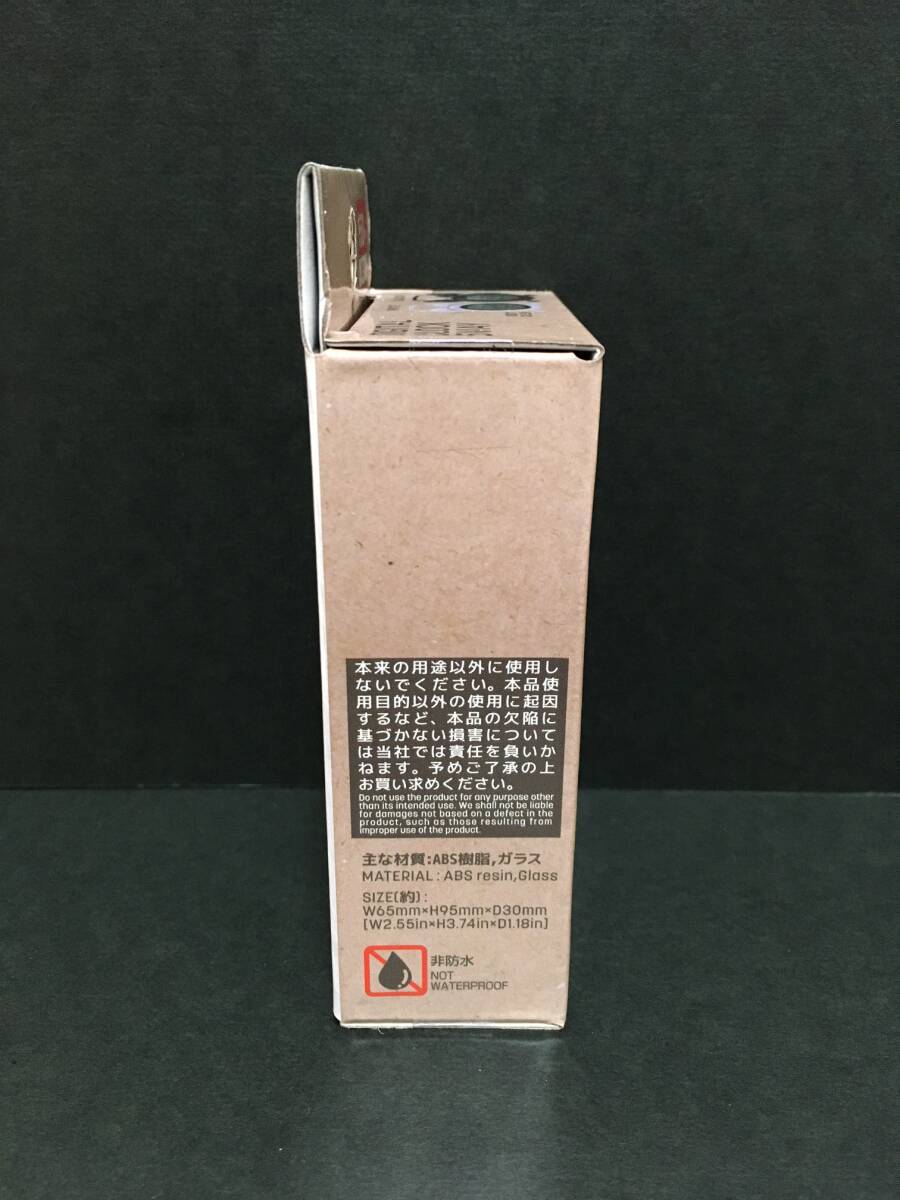 本来の用途以外に使用し
ないでください。本品使
用目的以外の使用に起因
するなど、本品の欠陥に
基づかない損害について
は当社では責任を負いか
ねます。予めご了承の上
お買い求めください。
Do not use the product for any purpose other
than its intended use. We shall not be liable
for damages not based on a defect in the
product, such as those resulting from
improper use of the product.
主な材質:ABS樹脂,ガラス
MATERIAL : ABS resin,Glass
SIZE(約) :
W65mm×H95mm×D30mm
[W2.55in×H3.74in×D1.18in]
非防水
NOT
WATERPROOF